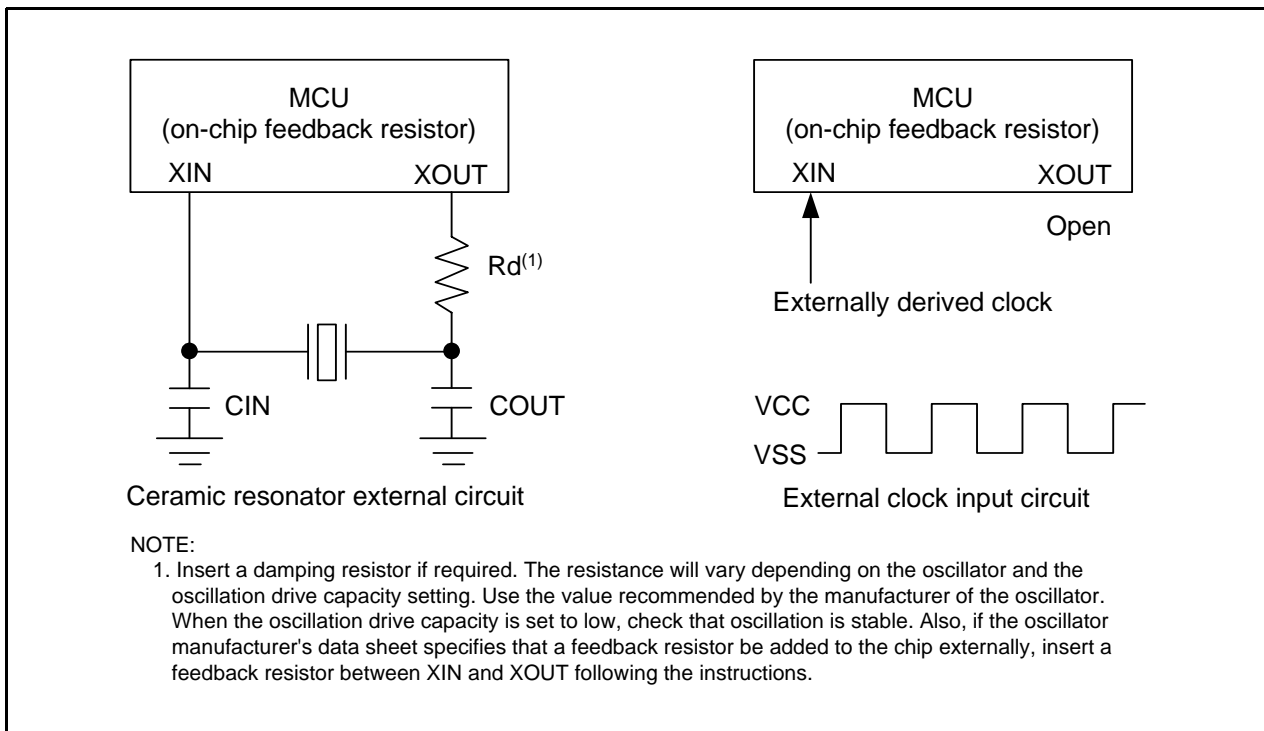 MCU
(on-chip feedback resistor)
XIN XOUT
Rd(1)
CIN COUT
Ceramic resonator external circuit
MCU
(on-chip feedback resistor)
XIN XOUT
Open
Externally derived clock
VCC
VSS
External clock input circuit
NOTE:
1. Insert a damping resistor if required. The resistance will vary depending on the oscillator and the
oscillation drive capacity setting. Use the value recommended by the manufacturer of the oscillator.
When the oscillation drive capacity is set to low, check that oscillation is stable. Also, if the oscillator
manufacturer's data sheet specifies that a feedback resistor be added to the chip externally, insert a
feedback resistor between XIN and XOUT following the instructions.